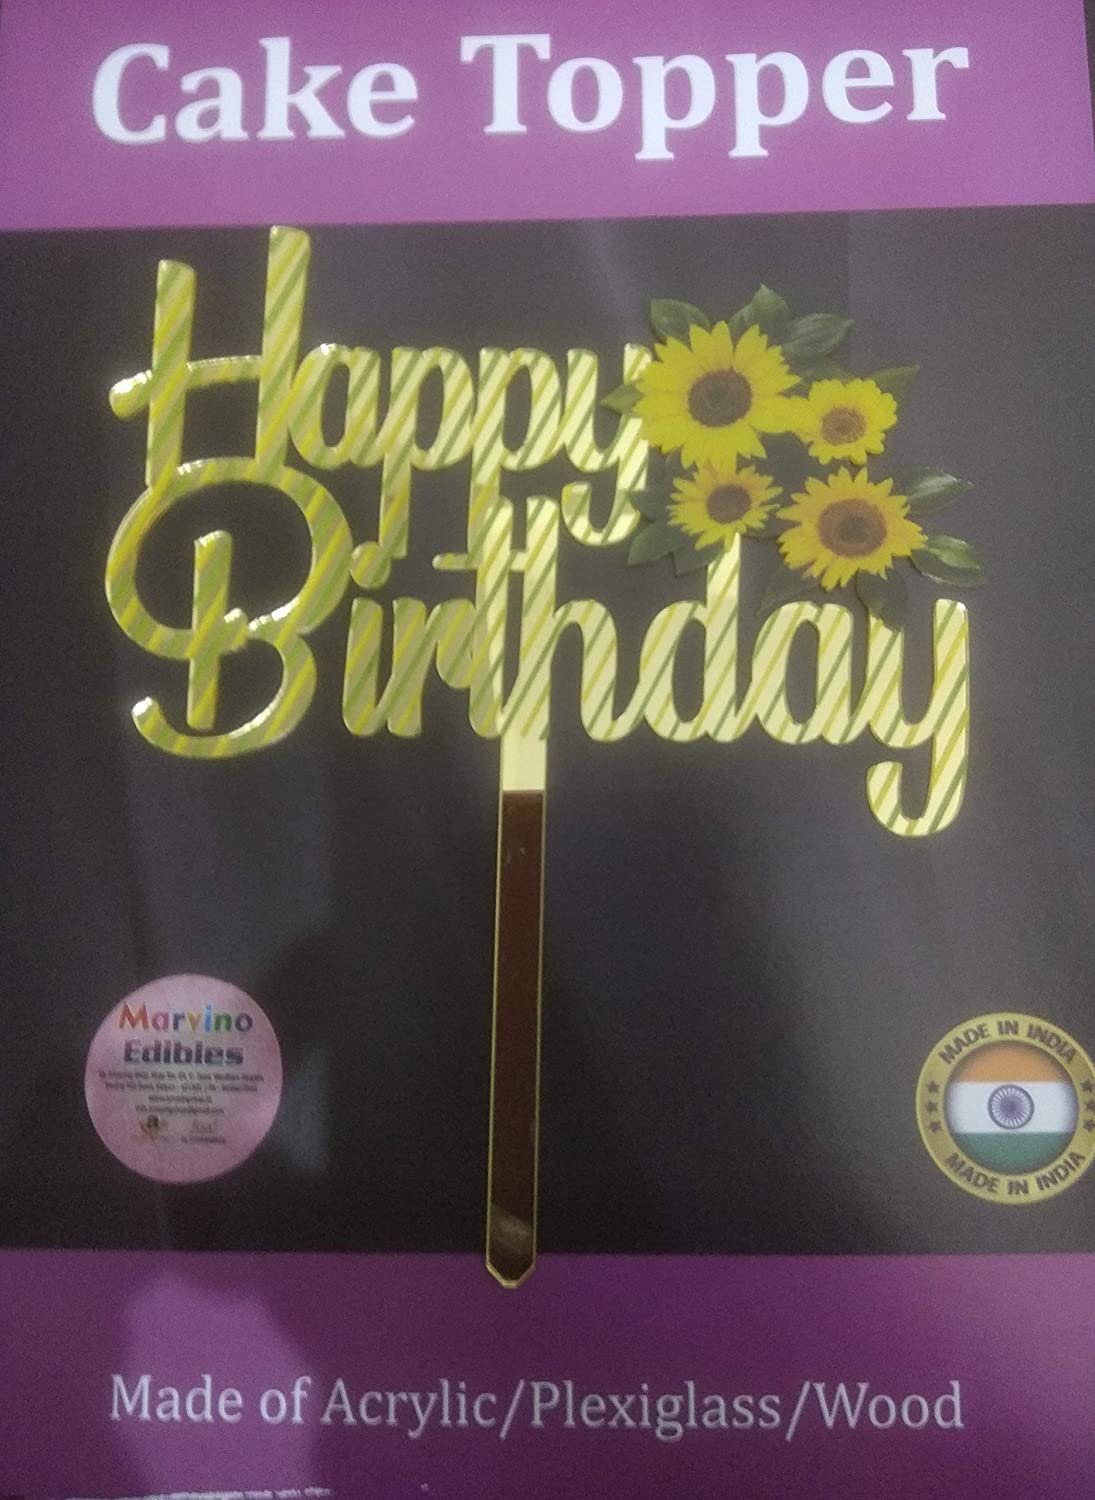 Cake Topper
Happy
Birthday
Marvino
Edibles
MADE IN INDIA
MADE IN INDIA
Made of Acrylic/Plexiglass/Wood